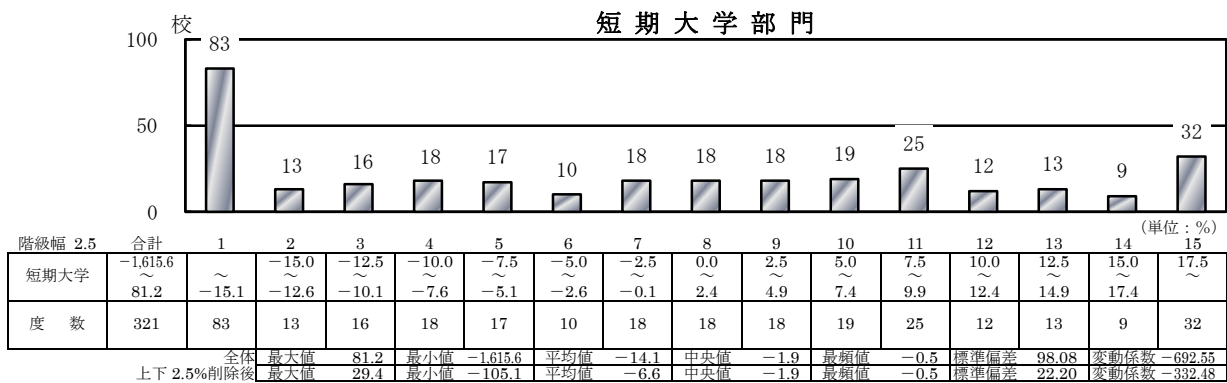 短期大学部門
校
100
50
0
83
13
16
18
17
10
18
18
18
19
25
12
13
9
32
(単位：%)
階級幅 2.5 合計 1 2 3 4 5 6 7 8 9 10 11 12 13 14 15
短期大学 −1,615.6 ～ 81.2 ～ −15.1 −15.0 ～ −12.6 −12.5 ～ −10.1 −10.0 ～ −7.6 −7.5 ～ −5.1 −5.0 ～ −2.6 −2.5 ～ −0.1 0.0 ～ 2.4 2.5 ～ 4.9 5.0 ～ 7.4 7.5 ～ 9.9 10.0 ～ 12.4 12.5 ～ 14.9 15.0 ～ 17.4 17.5 ～
度数 321 83 13 16 18 17 10 18 18 18 19 25 12 13 9 32
全体 最大値 81.2 最小値 −1,615.6 平均値 −14.1 中央値 −1.9 最頻値 −0.5 標準偏差 98.08 変動係数 −692.55
上下 2.5%削除後 最大値 29.4 最小値 −105.1 平均値 −6.6 中央値 −1.9 最頻値 −0.5 標準偏差 22.20 変動係数 −332.48